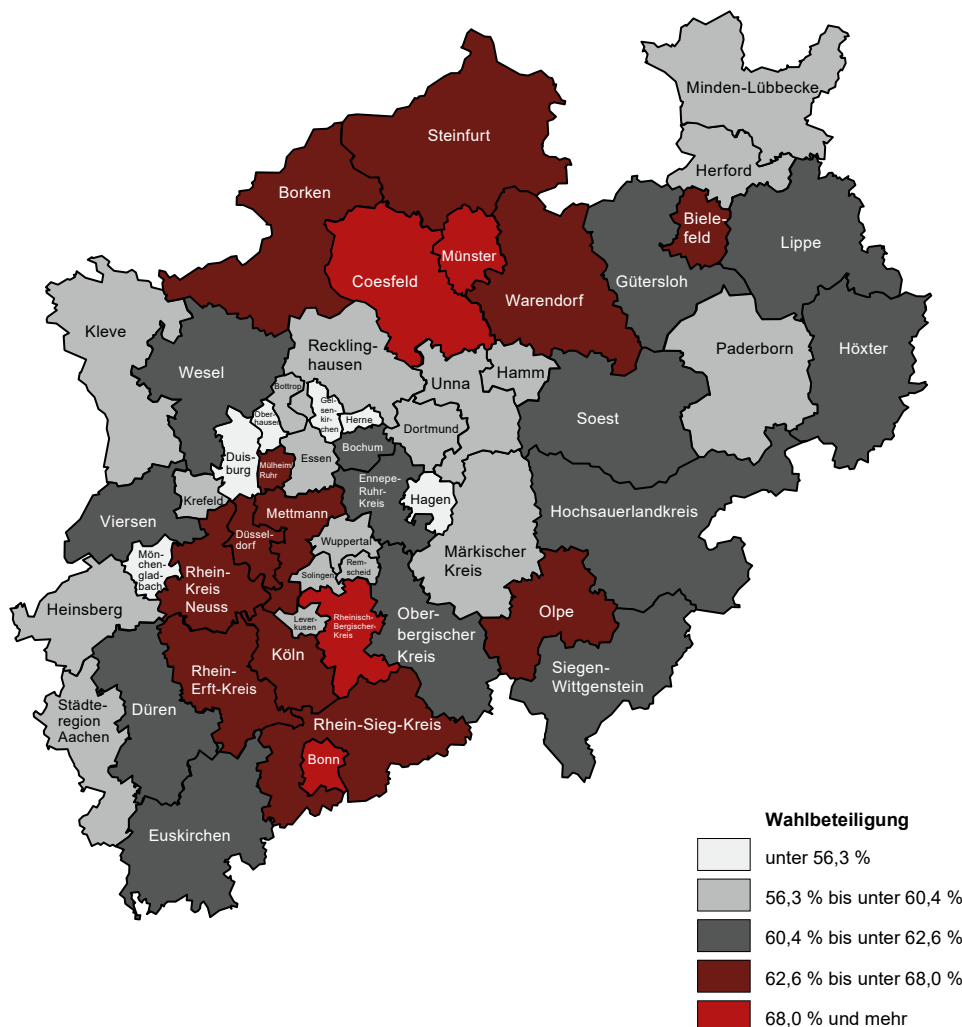 Minden-Lübbecke
Steinfurt
Herford
Borken
Biele-
feld
Lippe
Münster
Coesfeld
Gütersloh
Warendorf
Kleve
Reckling-
hausen
Paderborn
Höxter
Wesel
Unna
Hamm
Bottrop
Gel-
sen-
kir-
chen
Ober-
hausen
Herne
Soest
Dortmund
Bochum
Duis-
burg
Essen
Mülheim/
Ruhr
Ennepe-
Ruhr-
Kreis
Hagen
Krefeld
Mettmann
Hochsauerlandkreis
Viersen
Düssel-
dorf
Wuppertal
Märkischer
Kreis
Mön-
chen-
glad-
bach
Rhein-
Kreis
Neuss
Rem-
scheid
Solingen
Heinsberg
Olpe
Lever-
kusen
Rheinisch-
Bergischer-
Kreis
Ober-
bergischer
Kreis
Köln
Rhein-
Erft-Kreis
Siegen-
Wittgenstein
Städte-
region
Aachen
Düren
Rhein-Sieg-Kreis
Bonn
Euskirchen
Wahlbeteiligung
unter 56,3 %
56,3 % bis unter 60,4 %
60,4 % bis unter 62,6 %
62,6 % bis unter 68,0 %
68,0 % und mehr